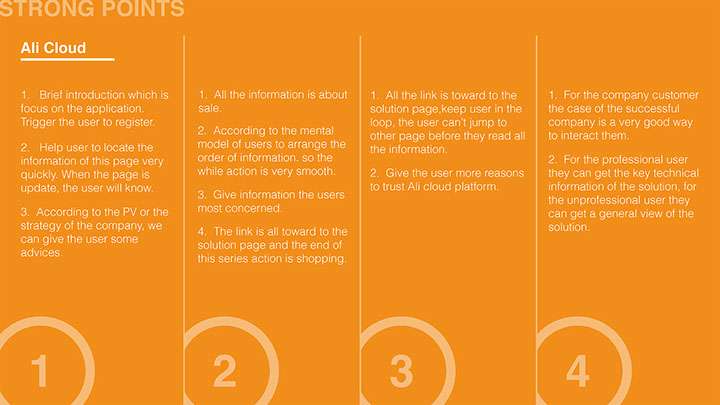 STRONG POINTS
Ali Cloud
1. Brief introduction which is
focus on the application.
Trigger the user to register.
2. Help user to locate the
information of this page very
quickly. When the page is
update, the user will know.
3. According to the PV or the
strategy of the company, we
can give the user some
advices.
1
1. All the information is about
sale.
2. According to the mental
model of users to arrange the
order of information. so the
while action is very smooth.
3. Give information the users
most concerned.
4. The link is all toward to the
solution page and the end of
this series action is shopping.
2
1. All the link is toward to the
solution page,keep user in the
loop, the user can't jump to
other page before they read all
the information.
2. Give the user more reasons
to trust Ali cloud platform.
3
1. For the company customer
the case of the successful
company is a very good way
to interact them.
2. For the professional user
they can get the key technical
information of the solution, for
the unprofessional user they
can get a general view of the
solution.
4